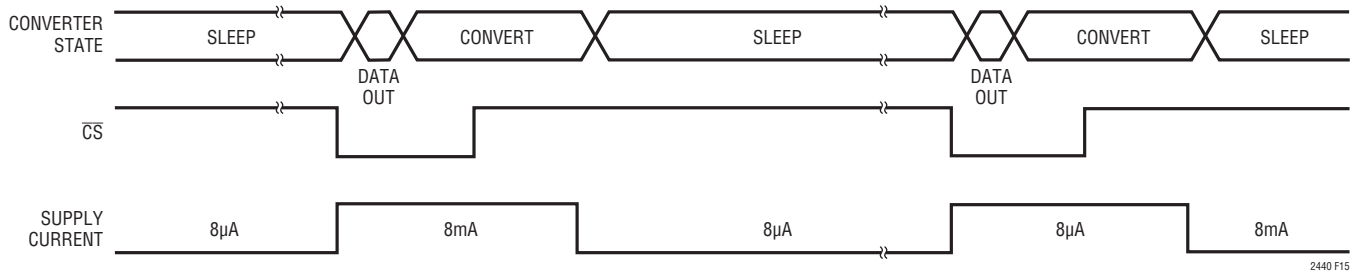 CONVERTER
STATE
SLEEP
CONVERT
SLEEP
CONVERT
SLEEP
DATA
OUT
DATA
OUT
CS
SUPPLY
CURRENT
8µA
8mA
8µA
8µA
8mA
2440 F15